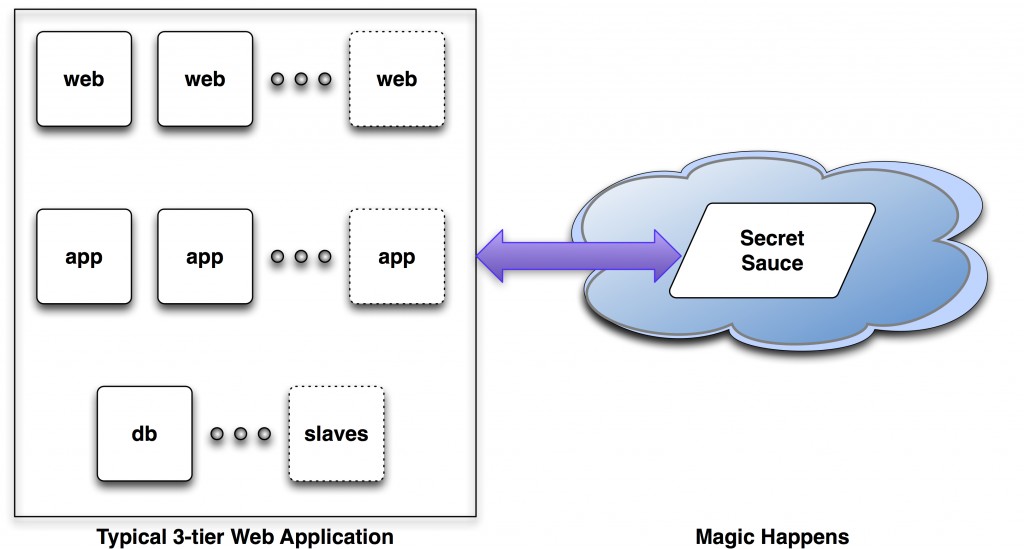 web web web
app app app
Secret
Sauce
db slaves
Typical 3-tier Web Application
Magic Happens